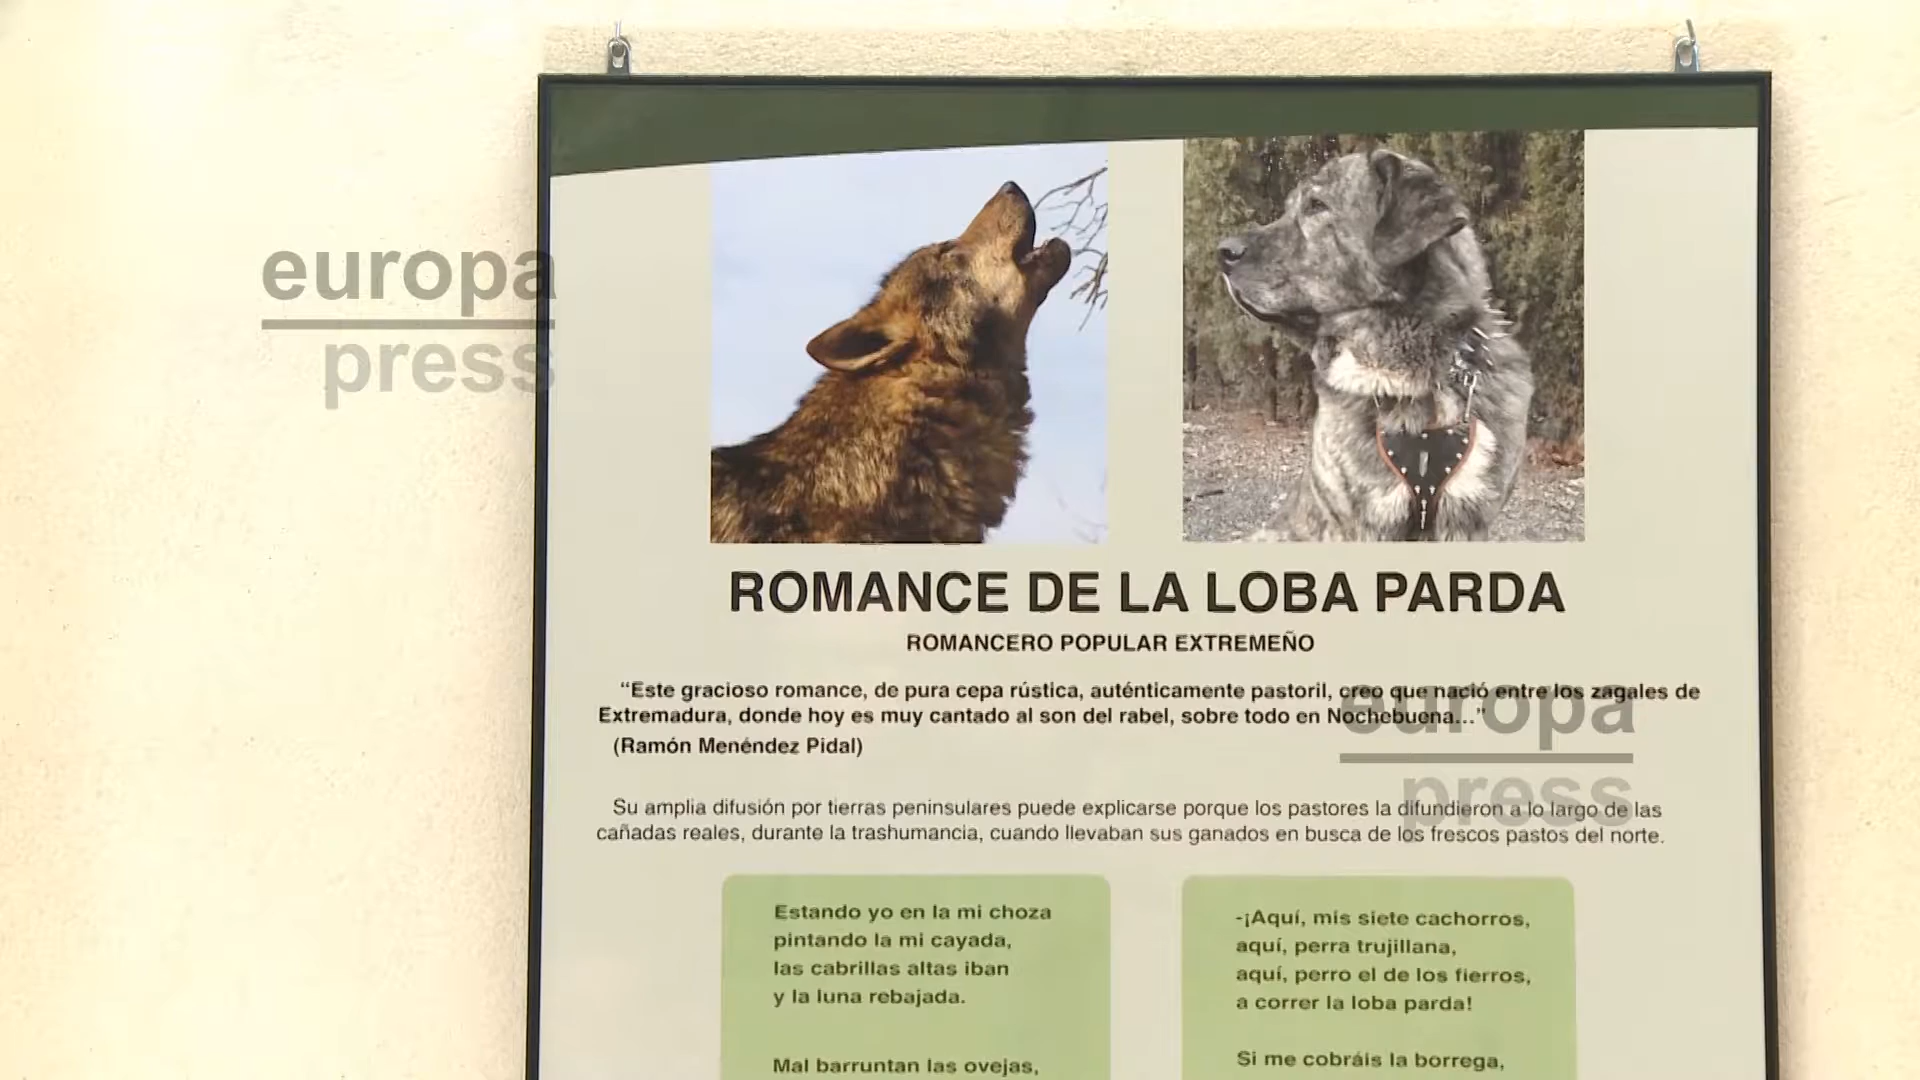 europa
press
ROMANCE DE LA LOBA PARDA
ROMANCERO POPULAR EXTREMEÑO
“Este gracioso romance, de pura cepa rústica, auténticamente pastoril, creo que nació entre los zagales de
Extremadura, donde hoy es muy cantado al son del rabel, sobre todo en Nochebuena...”
(Ramón Menéndez Pidal)
europa
press
Su amplia difusión por tierras peninsulares puede explicarse porque los pastores la difundieron a lo largo de las
cañadas reales, durante la trashumancia, cuando llevaban sus ganados en busca de los frescos pastos del norte.
Estando yo en la mi choza
pintando la mi cayada,
las cabrillas altas iban
y la luna rebajada.
Mal barruntan las ovejas,
-¡Aquí, mis siete cachorros,
aquí, perra trujillana,
aquí, perro el de los fierros,
a correr la loba parda!
Si me cobráis la borrega,